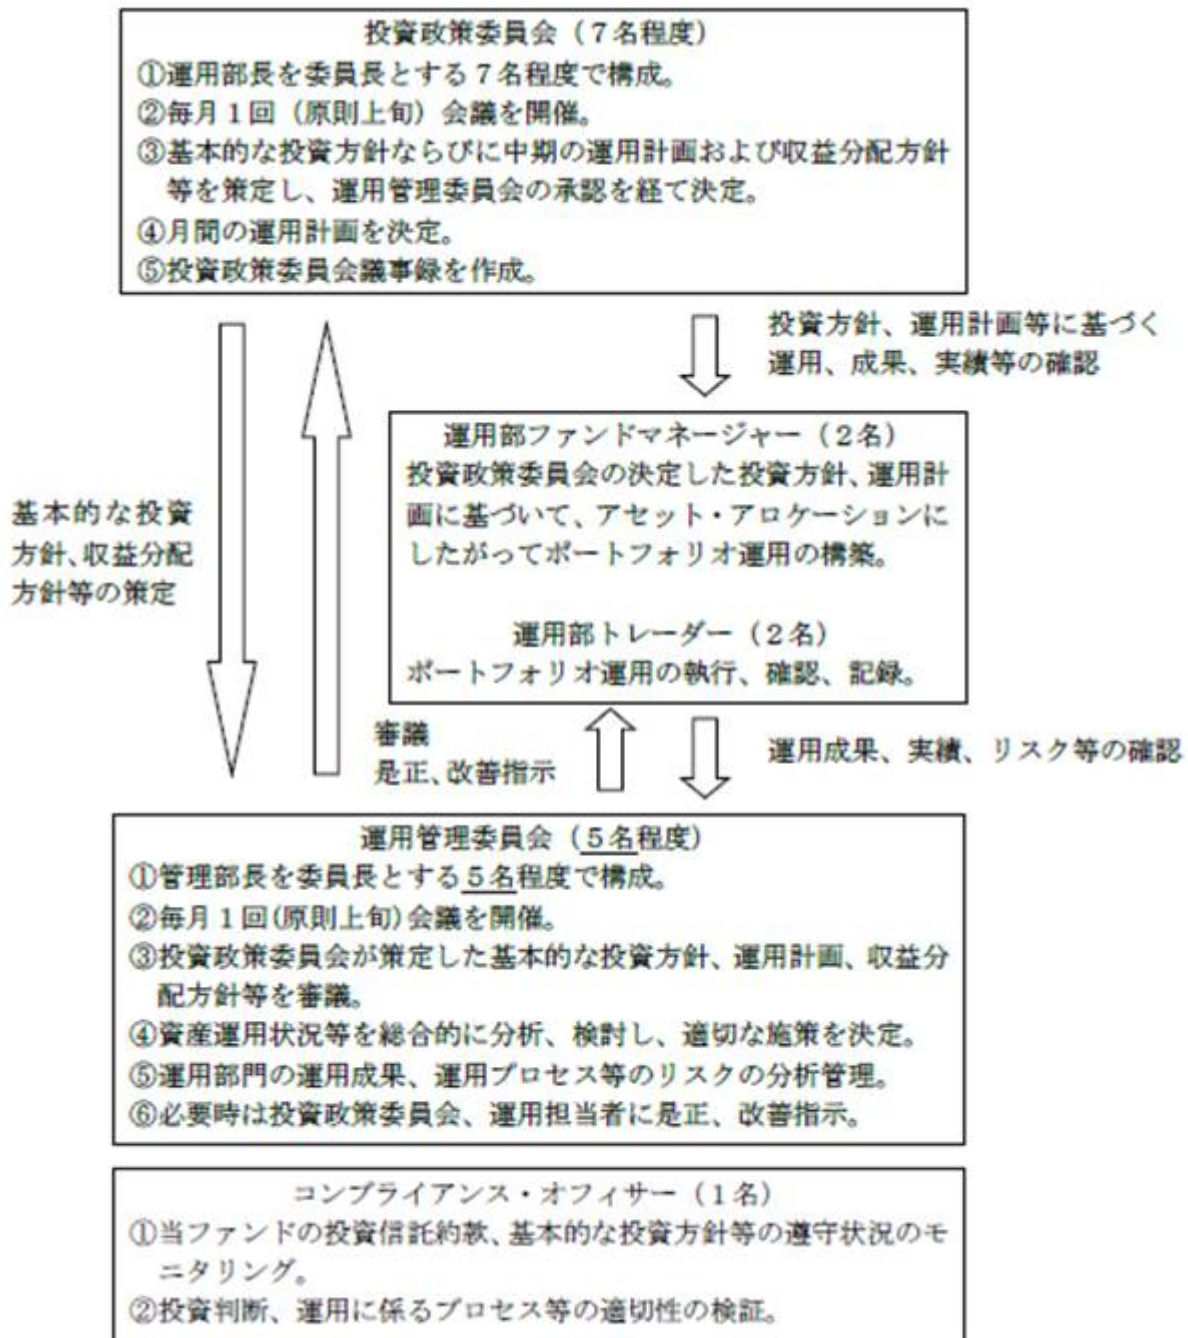 投資政策委員会（７名程度）
①運用部長を委員長とする７名程度で構成。
②毎月１回（原則上旬）会議を開催。
③基本的な投資方針ならびに中期の運用計画および収益分配方針
等を策定し、運用管理委員会の承認を経て決定。
④月間の運用計画を決定。
⑤投資政策委員会議事録を作成。
投資方針、運用計画等に基づく
運用、成果、実績等の確認
基本的な投資
方針、収益分配
方針等の策定
運用部ファンドマネージャー（２名）
投資政策委員会の決定した投資方針、運用計
画に基づいて、アセット・アロケーションに
したがってポートフォリオ運用の構築。
運用部トレーダー（２名）
ポートフォリオ運用の執行、確認、記録。
審議
是正、改善指示
運用成果、実績、リスク等の確認
運用管理委員会（５名程度）
①管理部長を委員長とする５名程度で構成。
②毎月１回(原則上旬)会議を開催。
③投資政策委員会が策定した基本的な投資方針、運用計画、収益分
配方針等を審議。
④資産運用状況等を総合的に分析、検討し、適切な施策を決定。
⑤運用部門の運用成果、運用プロセス等のリスクの分析管理。
⑥必要時は投資政策委員会、運用担当者に是正、改善指示。
コンプライアンス・オフィサー（１名）
①当ファンドの投資信託約款、基本的な投資方針等の遵守状況のモ
ニタリング。
②投資判断、運用に係るプロセス等の適切性の検証。